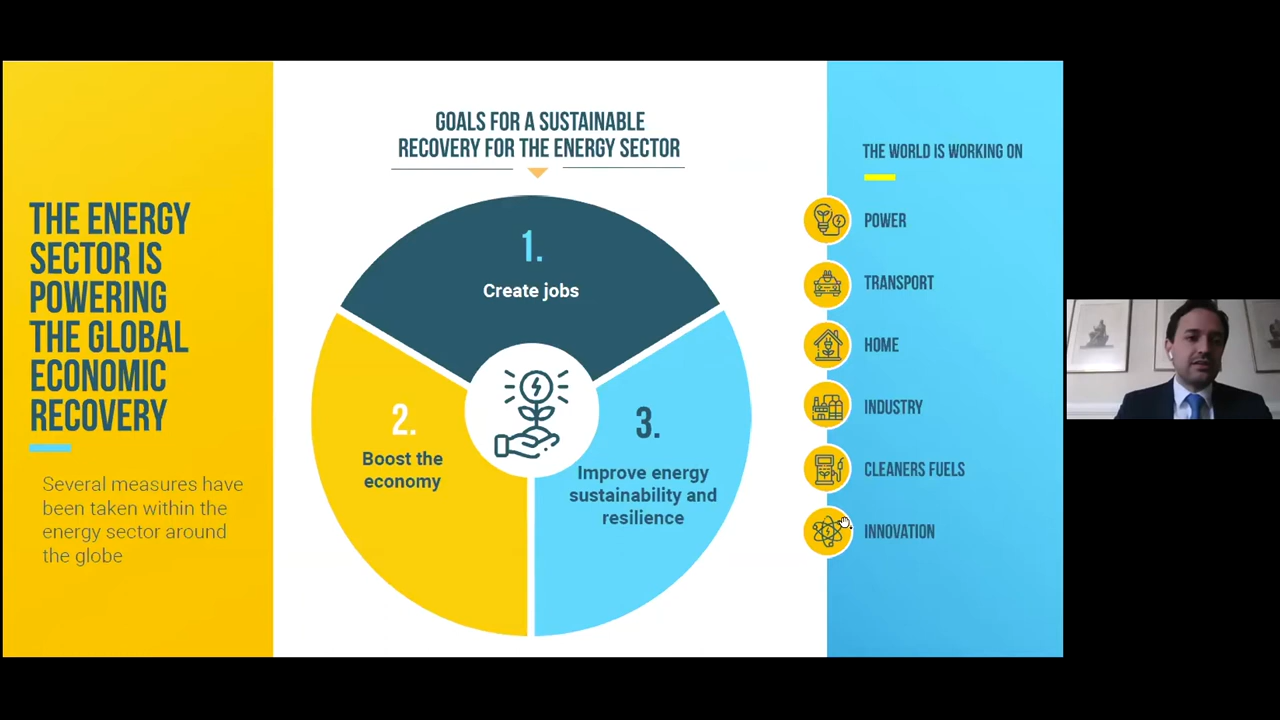 THE ENERGY
SECTOR IS
POWERING
THE GLOBAL
ECONOMIC
RECOVERY
Several measures have
been taken within the
energy sector around
the globe
GOALS FOR A SUSTAINABLE
RECOVERY FOR THE ENERGY SECTOR
1.
Create jobs
2.
Boost the
economy
3.
Improve energy
sustainability and
resilience
THE WORLD IS WORKING ON
POWER
TRANSPORT
HOME
INDUSTRY
CLEANERS FUELS
INNOVATION